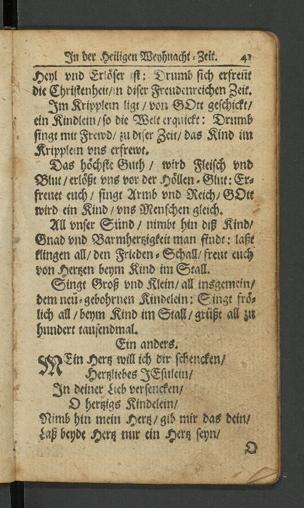 In der Heiligen Weyhnacht-Zeit. 41
Heyl vnd Erlöser ist: Drumb sich erfreut
die Christenheit/in diser Freudenreichen Zeit.
Im Kripplein ligt/ von GOtt geschickt/
ein Kindlein/ so die Welt erquickt: Drumb
singt mit Frewd/ zu diser Zeit/ das Kind im
Kripplein vns erfrewt.
Das höchste Guth/ wird Fleisch vnd
Blut/ erlößt vns vor der Höllen-Glut: Er-
freuet euch/ singt Armb vnd Reich/ GOtt
wird ein Kind/ vns Menschen gleich.
All vnser Sünd/ nimbt hin diß Kind/
Gnad vnd Barmhertzigkeit man findt: laßt
klingen all/ den Frieden-Schall/ freut euch
von Hertzen beym Kind im Stall.
Singt Groß vnd Klein/ all insgemein/
dem neu-gebohrnen Kindelein: Singt frö-
lich all/ beym Kind im Stall/ grüßt all zu
hundert tausendmal.
Ein anders.
MEin Hertz will ich dir schencken/
Hertzliebes JEsulein/
In deiner Lieb versencken/
O hertzigs Kindelein/
Nimb hin mein Hertz/ gib mir das dein/
Laß beyde Hertz nur ein Hertz seyn/
O